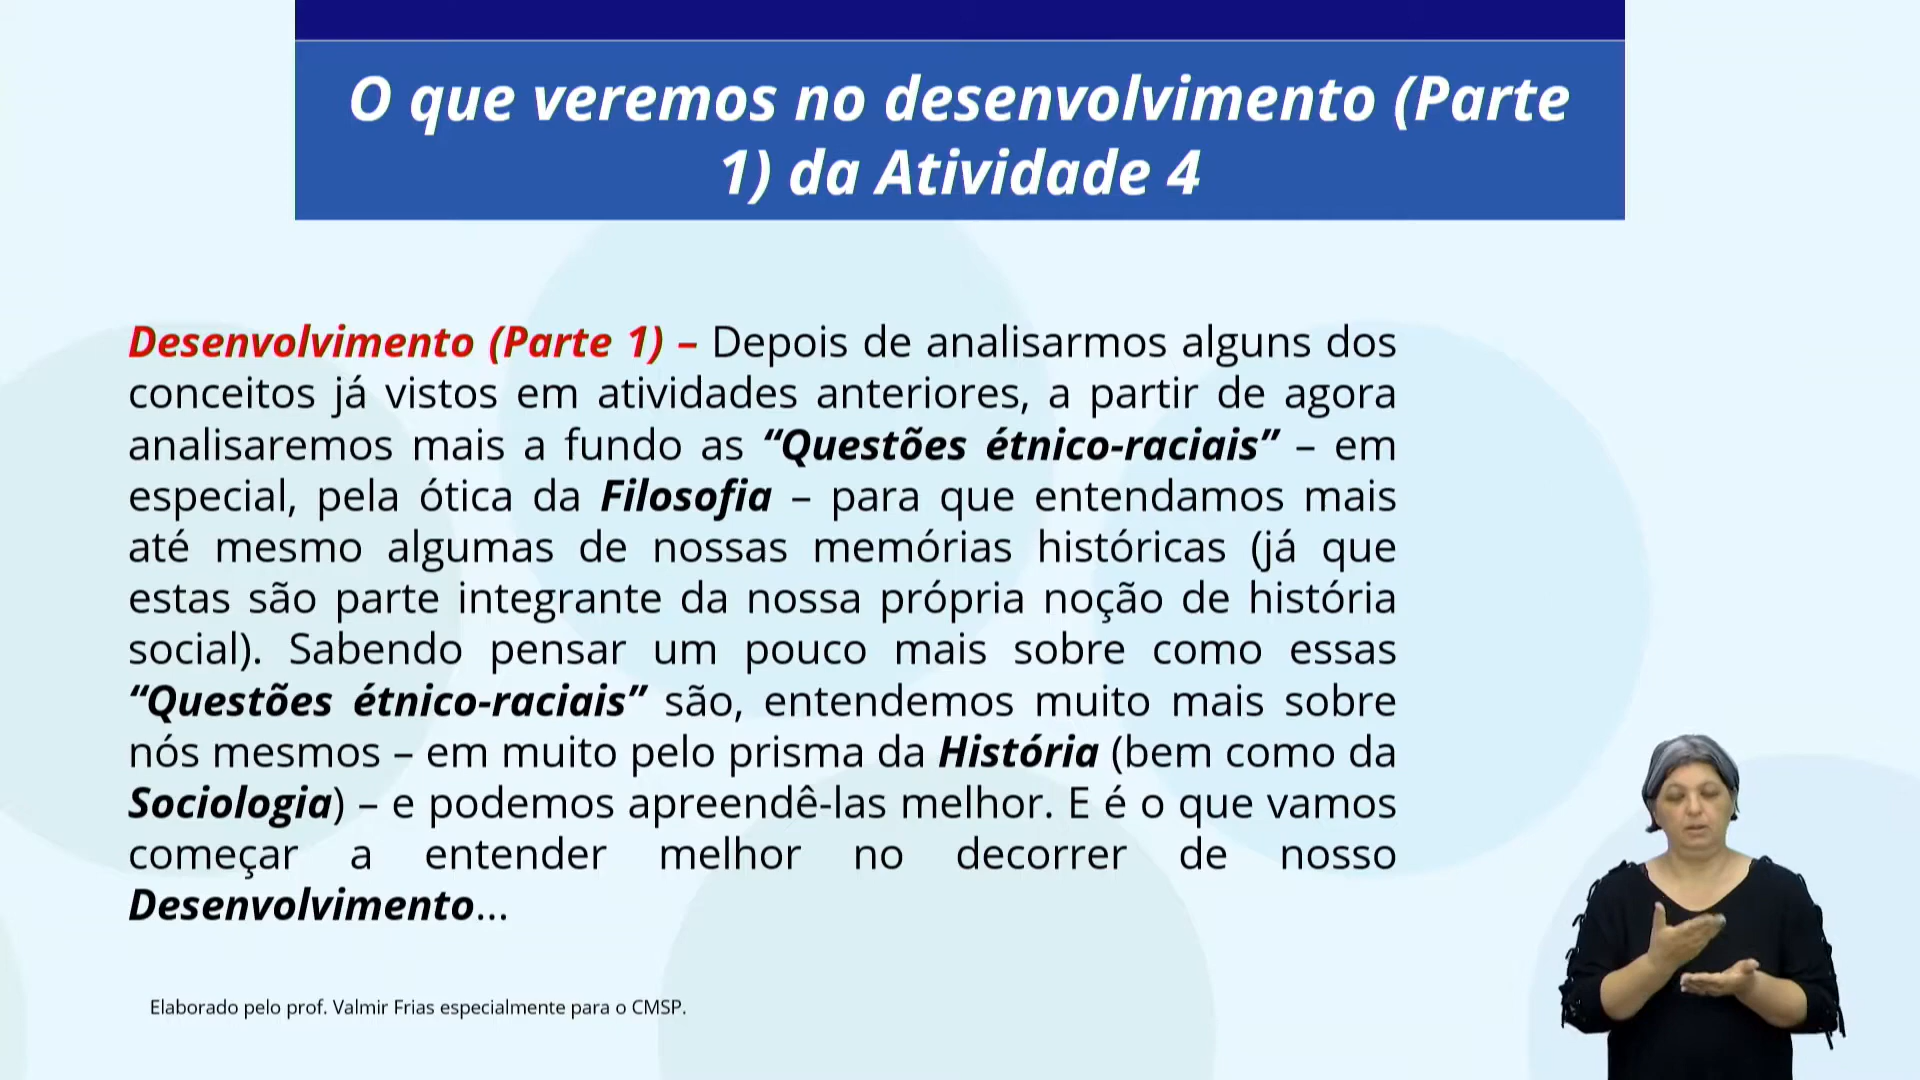 O que veremos no desenvolvimento (Parte
1) da Atividade 4
Desenvolvimento (Parte 1) – Depois de analisarmos alguns dos
conceitos já vistos em atividades anteriores, a partir de agora
analisaremos mais a fundo as “Questões étnico-raciais” – em
especial, pela ótica da Filosofia – para que entendamos mais
até mesmo algumas de nossas memórias históricas (já que
estas são parte integrante da nossa própria noção de história
social). Sabendo pensar um pouco mais sobre como essas
“Questões étnico-raciais” são, entendemos muito mais sobre
nós mesmos – em muito pelo prisma da História (bem como da
Sociologia) – e podemos apreendê-las melhor. E é o que vamos
começar a entender melhor no decorrer de nosso
Desenvolvimento...
Elaborado pelo prof. Valmir Frias especialmente para o CMSP.